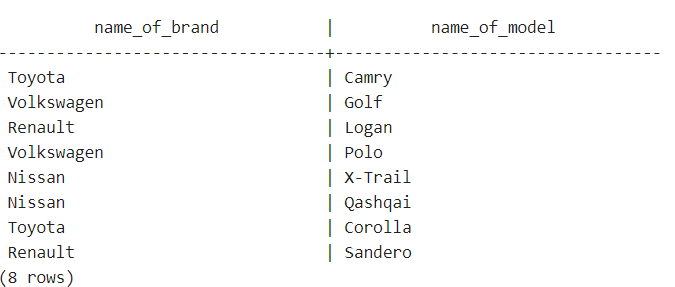 name_of_brand | name_of_model
---------------------------------+---------------------------------
Toyota | Camry
Volkswagen | Golf
Renault | Logan
Volkswagen | Polo
Nissan | X-Trail
Nissan | Qashqai
Toyota | Corolla
Renault | Sandero
(8 rows)